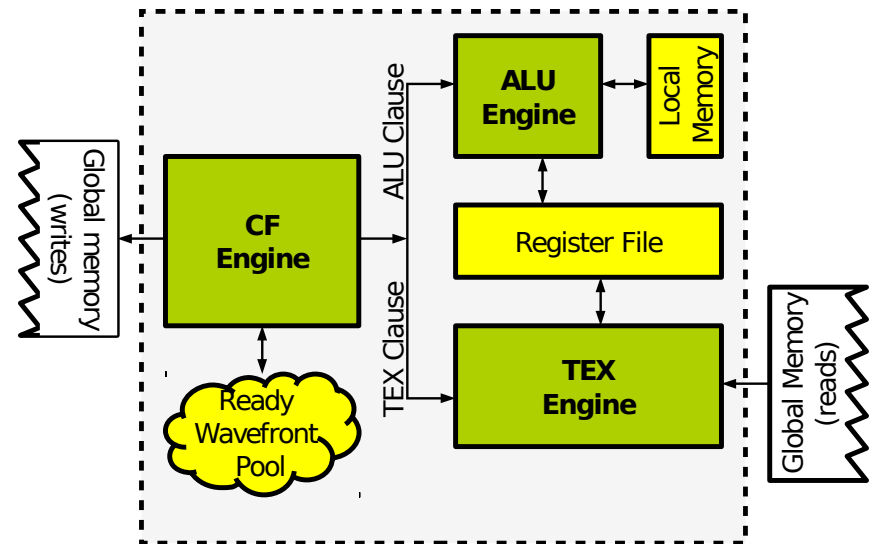 Global memory
(writes)
CF
Engine
Ready
Wavefront
Pool
ALU Clause
TEX Clause
ALU
Engine
Local
Memory
Register File
TEX
Engine
Global Memory
(reads)